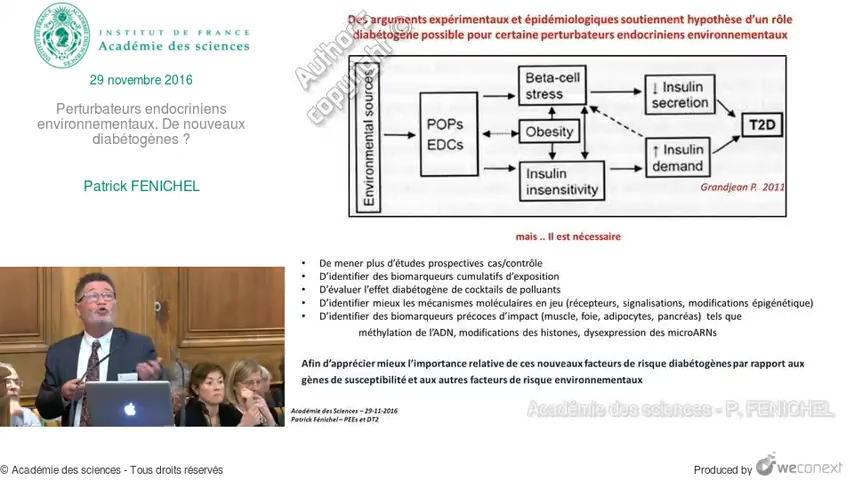 INSTITUT DE FRANCE
Académie des sciences
29 novembre 2016
Perturbateurs endocriniens
environnementaux. De nouveaux
diabétogènes ?
Patrick FENICHEL
Des arguments expérimentaux et épidémiologiques soutiennent hypothèse d'un rôle
diabétogène possible pour certaine perturbateurs endocriniens environnementaux
Author's
copyright ©
Environmental sources
POPs
EDCs
Beta-cell
stress
Obesity
Insulin
insensitivity
↓ Insulin
secretion
↑ Insulin
demand
T2D
Grandjean P. 2011
mais .. Il est nécessaire
• De mener plus d'études prospectives cas/contrôle
• D'identifier des biomarqueurs cumulatifs d'exposition
• D'évaluer l'effet diabétogène de cocktails de polluants
• D'identifier mieux les mécanismes moléculaires en jeu (récepteurs, signalisations, modifications épigénétique)
• D'identifier des biomarqueurs précoces d'impact (muscle, foie, adipocytes, pancréas) tels que
méthylation de l'ADN, modifications des histones, dysexpression des microARNs
Afin d'apprécier mieux l'importance relative de ces nouveaux facteurs de risque diabétogènes par rapport aux
gènes de susceptibilité et aux autres facteurs de risque environnementaux
Académie des Sciences – 29-11-2016
Patrick Fénichel – PEEs et DT2
Académie des sciences - P. FENICHEL
© Académie des sciences - Tous droits réservés
Produced by weconext